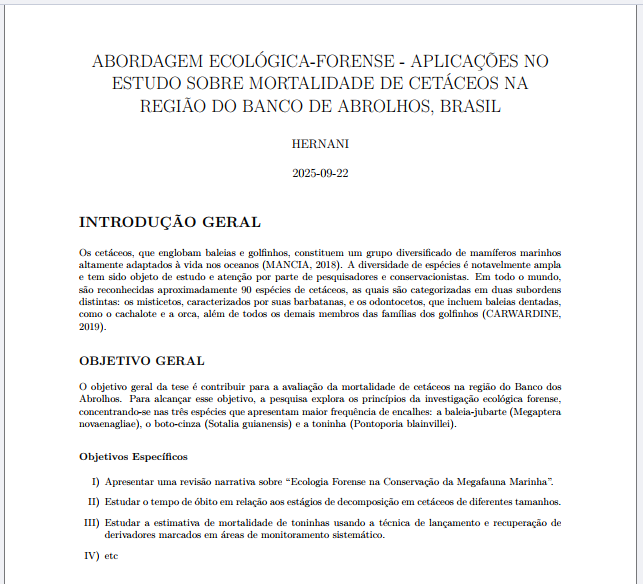 ABORDAGEM ECOLÓGICA-FORENSE - APLICAÇÕES NO
ESTUDO SOBRE MORTALIDADE DE CETÁCEOS NA
REGIÃO DO BANCO DE ABROLHOS, BRASIL
HERNANI
2025-09-22
INTRODUÇÃO GERAL
Os cetáceos, que englobam baleias e golfinhos, constituem um grupo diversificado de mamíferos marinhos
altamente adaptados à vida nos oceanos (MANCIA, 2018). A diversidade de espécies é notavelmente ampla
e tem sido objeto de estudo e atenção por parte de pesquisadores e conservacionistas. Em todo o mundo,
são reconhecidas aproximadamente 90 espécies de cetáceos, as quais são categorizadas em duas subordens
distintas: os misticetos, caracterizados por suas barbatanas, e os odontocetos, que incluem baleias dentadas,
como o cachalote e a orca, além de todos os demais membros das famílias dos golfinhos (CARWARDINE,
2019).
OBJETIVO GERAL
O objetivo geral da tese é contribuir para a avaliação da mortalidade de cetáceos na região do Banco dos
Abrolhos. Para alcançar esse objetivo, a pesquisa explora os princípios da investigação ecológica forense,
concentrando-se nas três espécies que apresentam maior frequência de encalhes: a baleia-jubarte (Megaptera
novaenagliae), o boto-cinza (Sotalia guianensis) e a toninha (Pontoporia blainvillei).
Objetivos Específicos
I) Apresentar uma revisão narrativa sobre “Ecologia Forense na Conservação da Megafauna Marinha”.
II) Estudar o tempo de óbito em relação aos estágios de decomposição em cetáceos de diferentes tamanhos.
III) Estudar a estimativa de mortalidade de toninhas usando a técnica de lançamento e recuperação de
derivadores marcados em áreas de monitoramento sistemático.
IV) etc